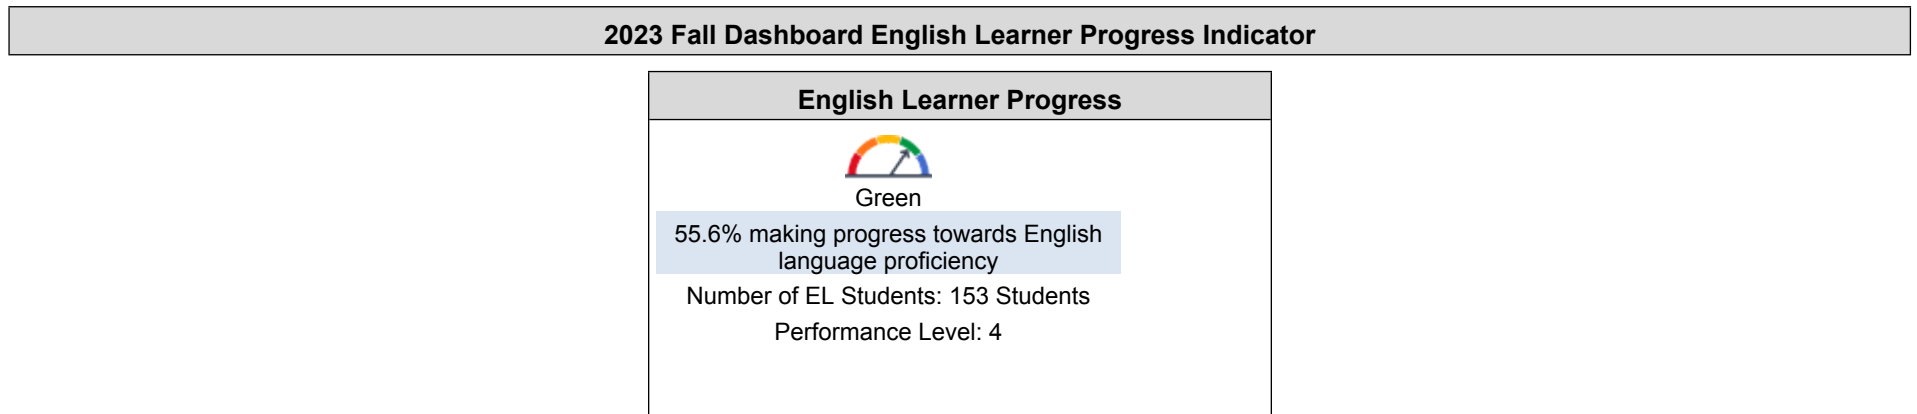 2023 Fall Dashboard English Learner Progress Indicator
English Learner Progress
Green
55.6% making progress towards English
language proficiency
Number of EL Students: 153 Students
Performance Level: 4